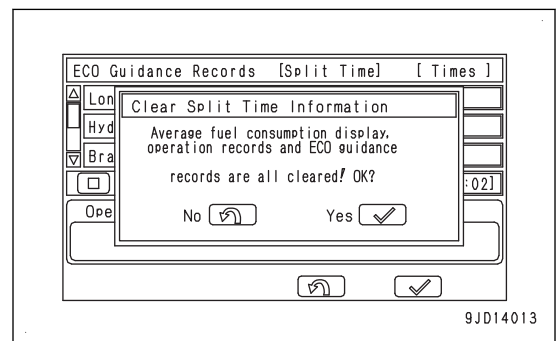 ECO Guidance Records [Split Time] [ Times ]
Lon
Clear Split Time Information
Hyd
Average fuel consumption display,
operation records and ECO guidance
Bra
records are all cleared! OK?
:02]
Ope
No Yes
9JD14013